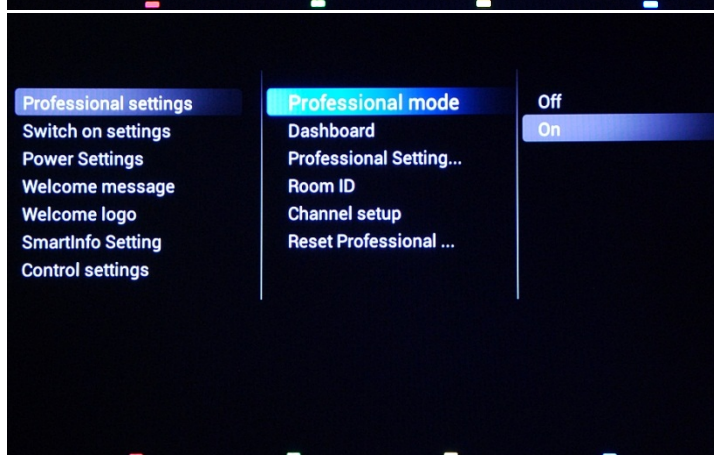 Professional settings
Switch on settings
Power Settings
Welcome message
Welcome logo
SmartInfo Setting
Control settings
Professional mode
Dashboard
Professional Setting...
Room ID
Channel setup
Reset Professional ...
Off
On